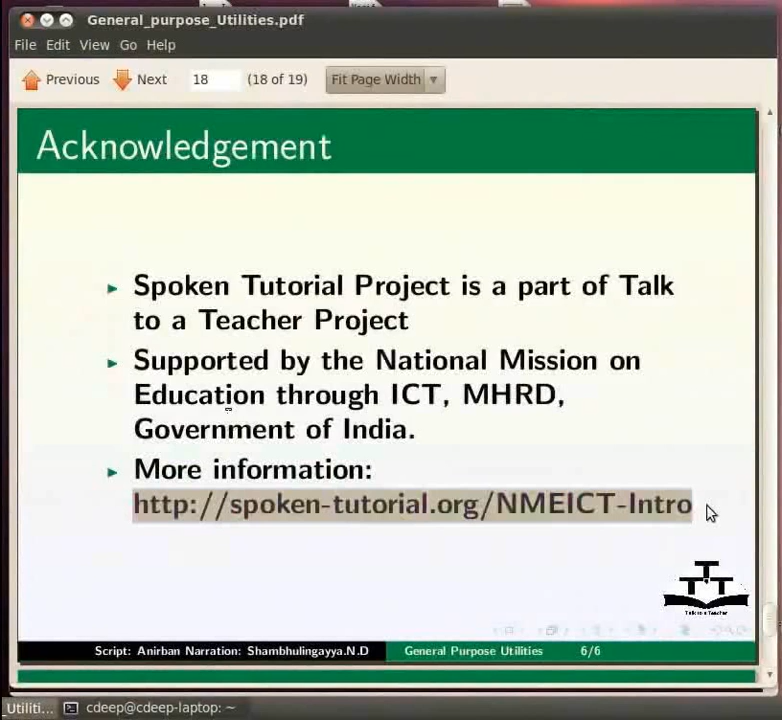 General_purpose_Utilities.pdf
File Edit View Go Help
Previous Next 18 (18 of 19) Fit Page Width
Acknowledgement
Spoken Tutorial Project is a part of Talk
to a Teacher Project
Supported by the National Mission on
Education through ICT, MHRD,
Government of India.
More information:
http://spoken-tutorial.org/NMEICT-Intro
Talk to a Teacher
Script: Anirban Narration: Shambhulingayya.N.D General Purpose Utilities 6/6
Utiliti... cdeep@cdeep-laptop: ~